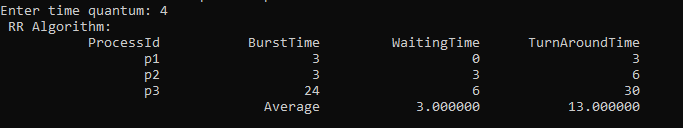 Enter time quantum: 4
RR Algorithm:
ProcessId BurstTime WaitingTime TurnAroundTime
p1 3 0 3
p2 3 3 6
p3 24 6 30
Average 3.000000 13.000000